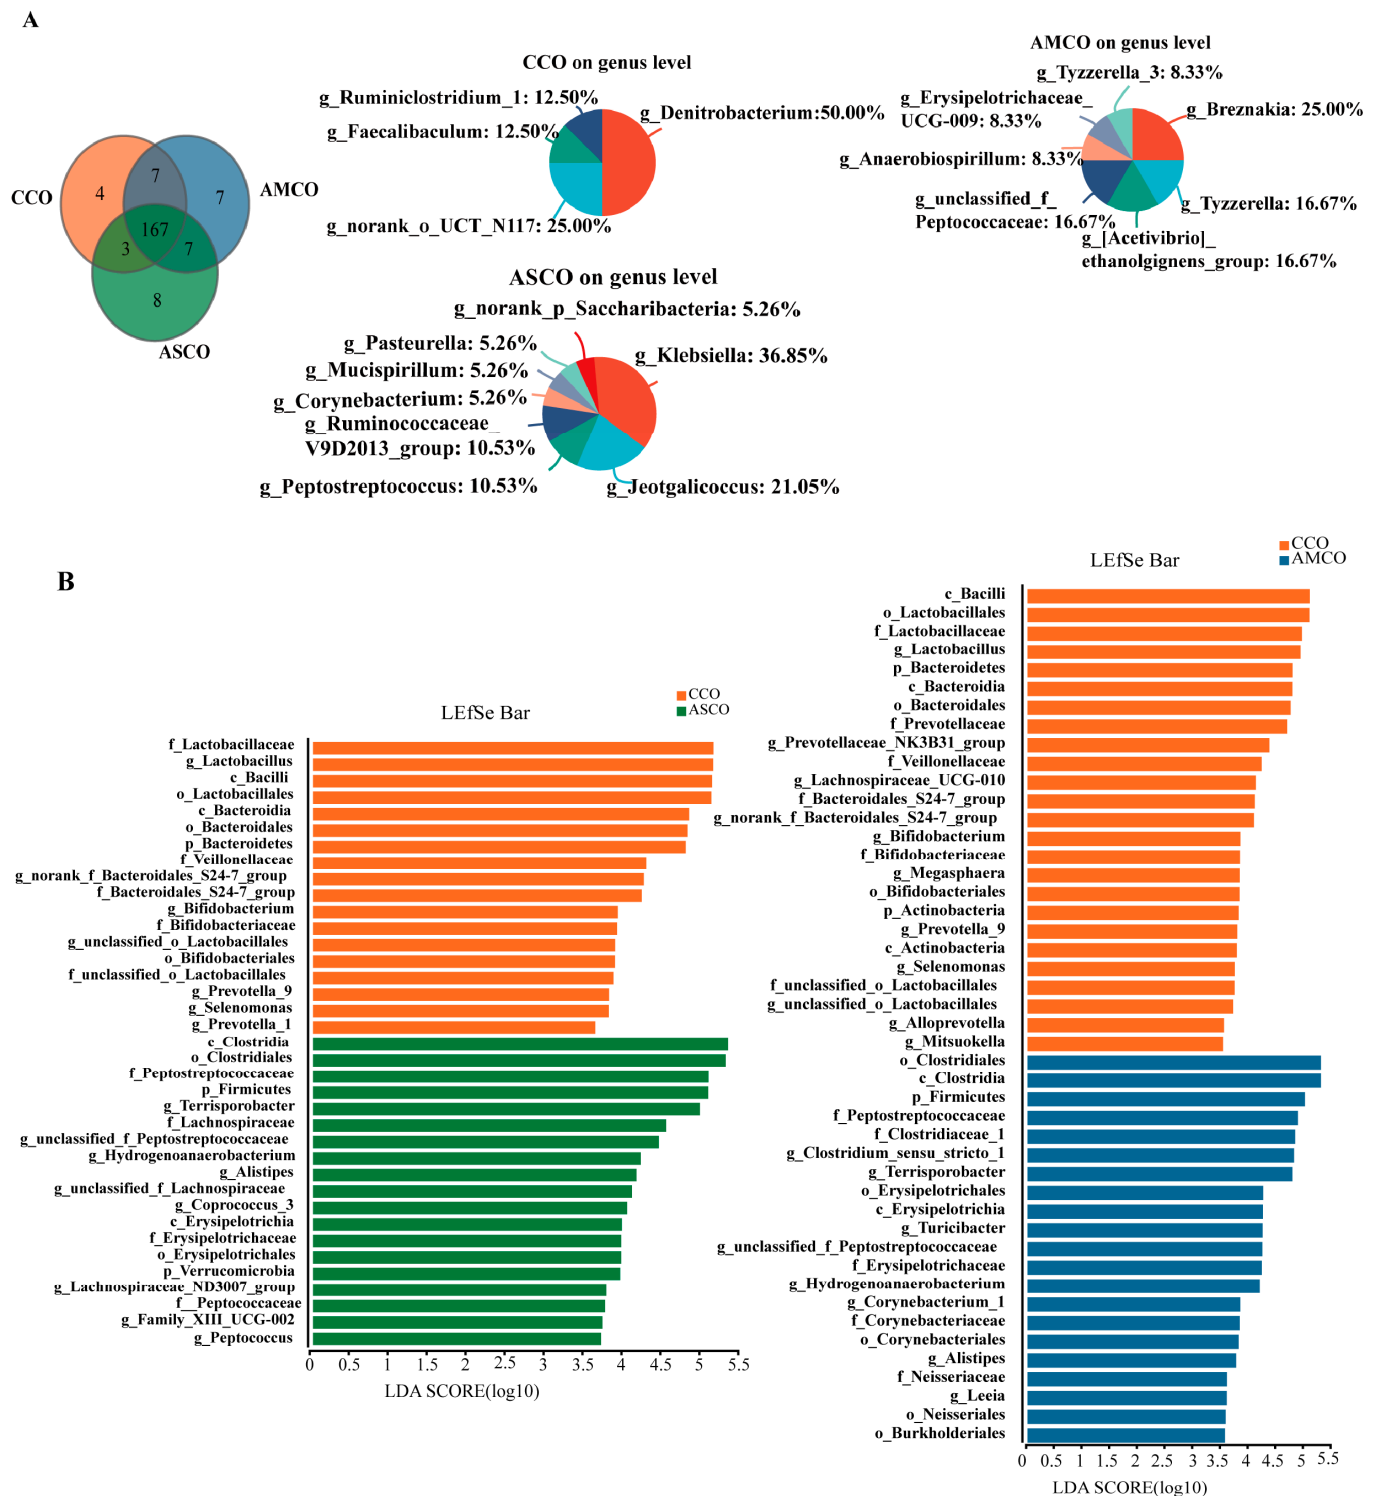 A
CCO
AMCO
ASCO
4
7
7
167
3
7
8
CCO on genus level
g_Ruminiclostridium_1: 12.50%
g_Faecalibaculum: 12.50%
g_Denitrobacterium:50.00%
g_norank_o_UCT_N117: 25.00%
AMCO on genus level
g_Tyzzerella_3: 8.33%
g_Erysipelotrichaceae_
UCG-009: 8.33%
g_Breznakia: 25.00%
g_Anaerobiospirillum: 8.33%
g_unclassified_f_
Peptococcaceae: 16.67%
g_Tyzzerella: 16.67%
g_[Acetivibrio]_
ethanolgignens_group: 16.67%
ASCO on genus level
g_norank_p_Saccharibacteria: 5.26%
g_Pasteurella: 5.26%
g_Klebsiella: 36.85%
g_Mucispirillum: 5.26%
g_Corynebacterium: 5.26%
g_Ruminococcaceae_
V9D2013_group: 10.53%
g_Peptostreptococcus: 10.53%
g_Jeotgalicoccus: 21.05%
B
LEfSe Bar
CCO
ASCO
f_Lactobacillaceae
g_Lactobacillus
c_Bacilli
o_Lactobacillales
c_Bacteroidia
o_Bacteroidales
p_Bacteroidetes
f_Veillonellaceae
g_norank_f_Bacteroidales_S24-7_group
f_Bacteroidales_S24-7_group
g_Bifidobacterium
f_Bifidobacteriaceae
g_unclassified_o_Lactobacillales
o_Bifidobacteriales
f_unclassified_o_Lactobacillales
g_Prevotella_9
g_Selenomonas
g_Prevotella_1
c_Clostridia
o_Clostridiales
f_Peptostreptococcaceae
p_Firmicutes
g_Terrisporobacter
f_Lachnospiraceae
g_unclassified_f_Peptostreptococcaceae
g_Hydrogenoanaerobacterium
g_Alistipes
g_unclassified_f_Lachnospiraceae
g_Coprococcus_3
c_Erysipelotrichia
f_Erysipelotrichaceae
o_Erysipelotrichales
p_Verrucomicrobia
g_Lachnospiraceae_ND3007_group
f__Peptococcaceae
g_Family_XIII_UCG-002
g_Peptococcus
0 0.5 1 1.5 2 2.5 3 3.5 4 4.5 5 5.5
LDA SCORE(log10)
LEfSe Bar
CCO
AMCO
c_Bacilli
o_Lactobacillales
f_Lactobacillaceae
g_Lactobacillus
p_Bacteroidetes
c_Bacteroidia
o_Bacteroidales
f_Prevotellaceae
g_Prevotellaceae_NK3B31_group
f_Veillonellaceae
g_Lachnospiraceae_UCG-010
f_Bacteroidales_S24-7_group
g_norank_f_Bacteroidales_S24-7_group
g_Bifidobacterium
f_Bifidobacteriaceae
g_Megasphaera
o_Bifidobacteriales
p_Actinobacteria
g_Prevotella_9
c_Actinobacteria
g_Selenomonas
f_unclassified_o_Lactobacillales
g_unclassified_o_Lactobacillales
g_Alloprevotella
g_Mitsuokella
o_Clostridiales
c_Clostridia
p_Firmicutes
f_Peptostreptococcaceae
f_Clostridiaceae_1
g_Clostridium_sensu_stricto_1
g_Terrisporobacter
o_Erysipelotrichales
c_Erysipelotrichia
g_Turicibacter
g_unclassified_f_Peptostreptococcaceae
f_Erysipelotrichaceae
g_Hydrogenoanaerobacterium
g_Corynebacterium_1
f_Corynebacteriaceae
o_Corynebacteriales
g_Alistipes
f_Neisseriaceae
g_Leeia
o_Neisseriales
o_Burkholderiales
0 0.5 1 1.5 2 2.5 3 3.5 4 4.5 5 5.5
LDA SCORE(log10)